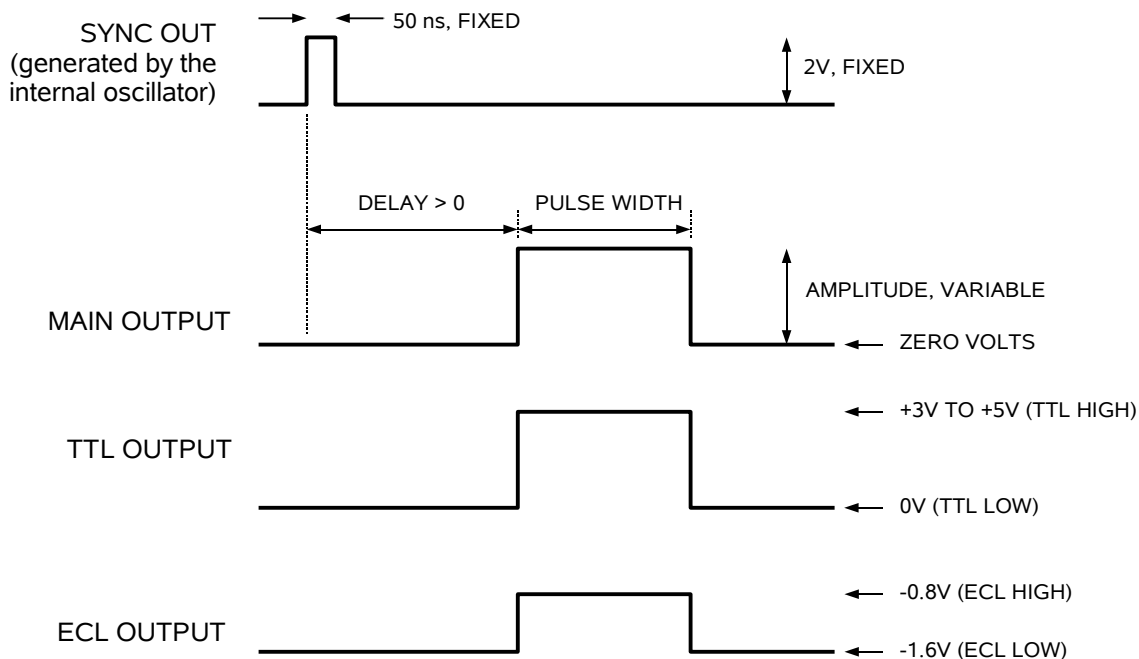 50 ns, FIXED
SYNC OUT
(generated by the
internal oscillator)
2V, FIXED
DELAY > 0
PULSE WIDTH
MAIN OUTPUT
AMPLITUDE, VARIABLE
ZERO VOLTS
TTL OUTPUT
+3V TO +5V (TTL HIGH)
0V (TTL LOW)
ECL OUTPUT
-0.8V (ECL HIGH)
-1.6V (ECL LOW)